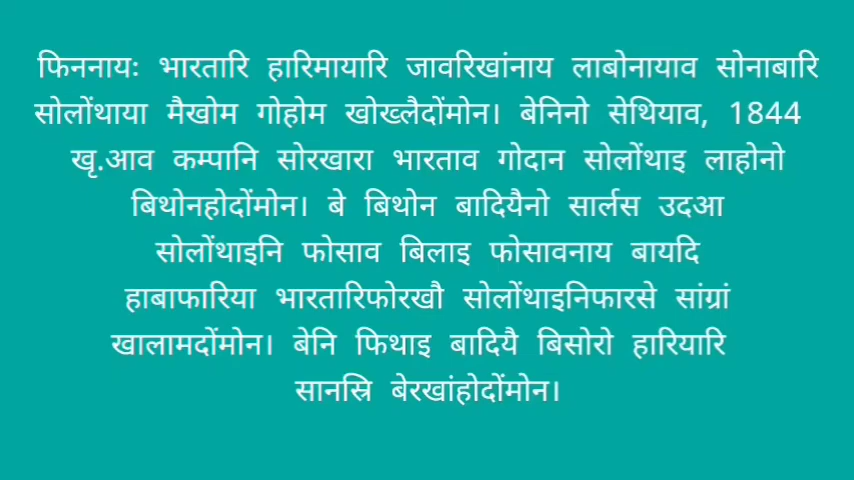 फिननायः भारतारि हारिमायारि जावरिखांनाय लाबोनायाव सोनाबारि
सोलोंथाया मैखोम गोहोम खोख्लैदोंमोन। बेनिनो सेथियाव, 1844
खृ.आव कम्पानि सोरखारा भारताव गोदान सोलोंथाइ लाहोनो
बिथोनहोदोंमोन। बे बिथोन बादियैनो सार्लस उदआ
सोलोंथाइनि फोसाव बिलाइ फोसावनाय बायदि
हाबाफारिया भारतारिफोरखौ सोलोंथाइनिफारसे सांग्रां
खालामदोंमोन। बेनि फिथाइ बादियै बिसोरो हारियारि
सानस्रि बेरखांहोदोंमोन।